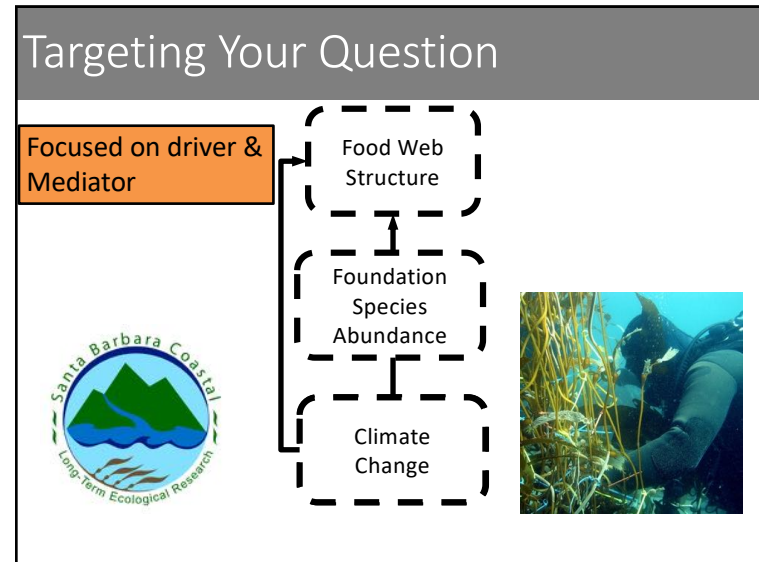 Targeting Your Question
Focused on driver &
Mediator
Food Web
Structure
Foundation
Species
Abundance
Climate
Change
Santa Barbara Coastal
Long-Term Ecological Research